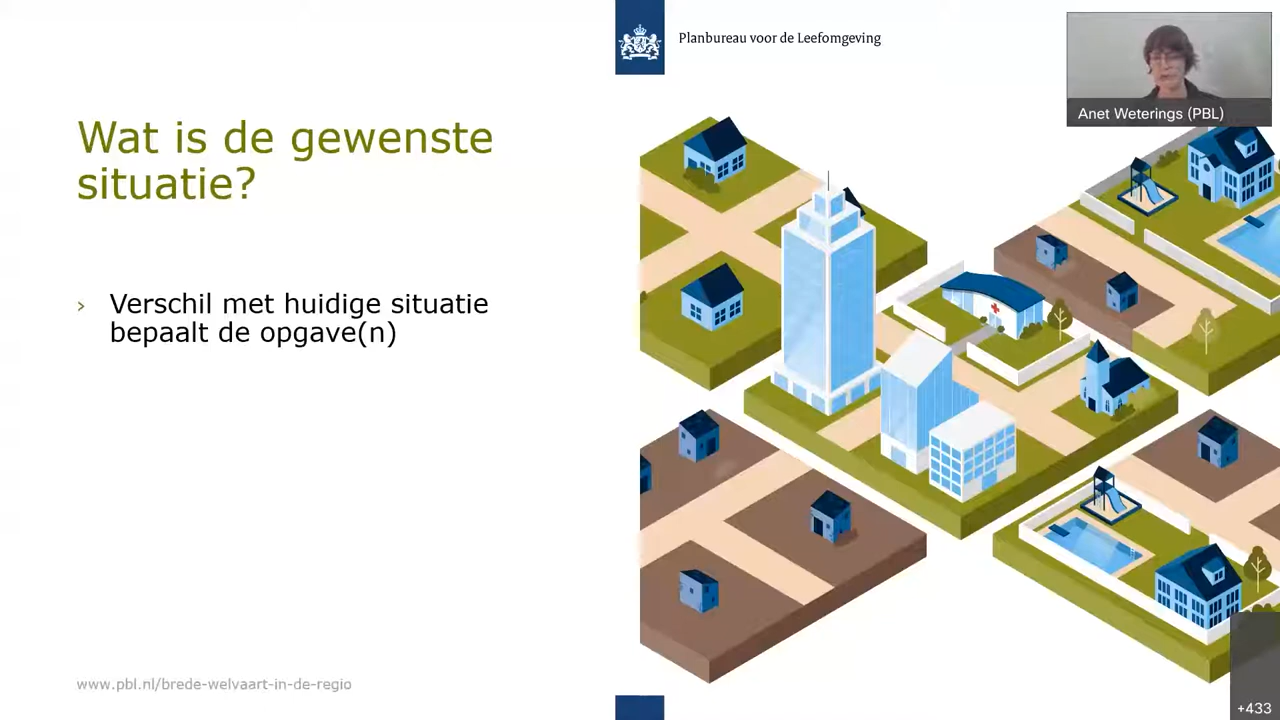 Planbureau voor de Leefomgeving
Anet Weterings (PBL)
Wat is de gewenste
situatie?
› Verschil met huidige situatie
bepaalt de opgave(n)
www.pbl.nl/brede-welvaart-in-de-regio
+433